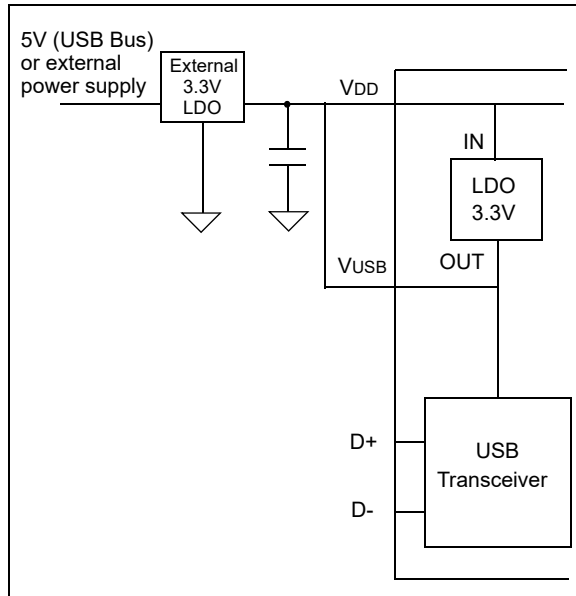 5V (USB Bus)
or external
power supply
External
3.3V
LDO
VDD
IN
LDO
3.3V
OUT
VUSB
D+
D-
USB
Transceiver